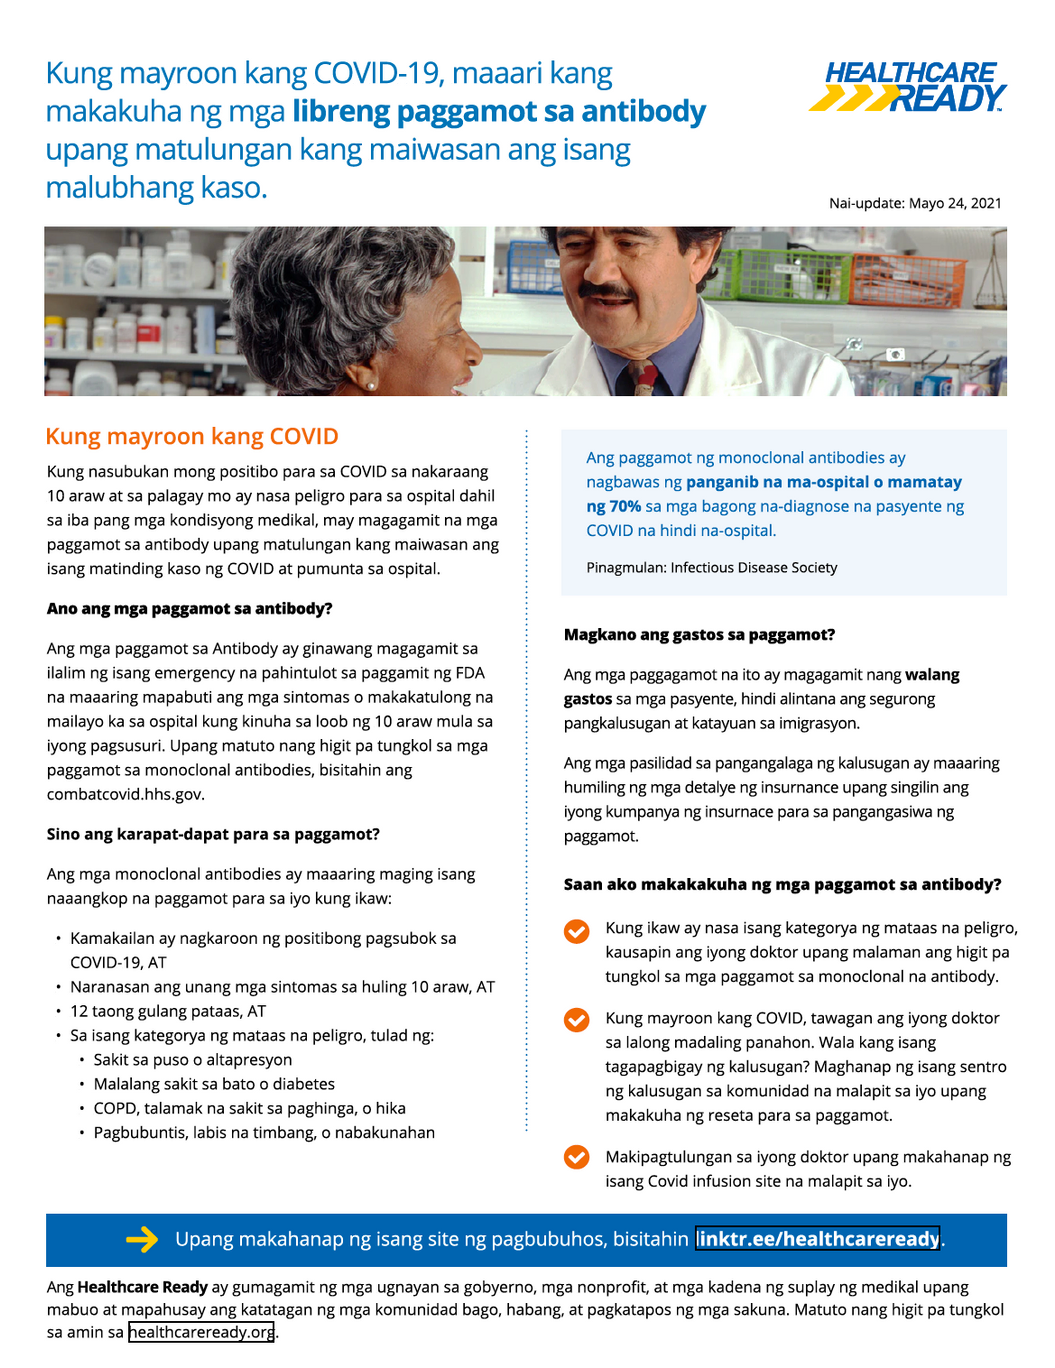 Kung mayroon kang COVID-19, maaari kang
makakuha ng mga libreng paggamot sa antibody
upang matulungan kang maiwasan ang isang
malubhang kaso.
HEALTHCARE
READY™
Nai-update: Mayo 24, 2021
Kung mayroon kang COVID
Kung nasubukan mong positibo para sa COVID sa nakaraang
10 araw at sa palagay mo ay nasa peligro para sa ospital dahil
sa iba pang mga kondisyong medikal, may magagamit na mga
paggamot sa antibody upang matulungan kang maiwasan ang
isang matinding kaso ng COVID at pumunta sa ospital.
Ano ang mga paggamot sa antibody?
Ang mga paggamot sa Antibody ay ginawang magagamit sa
ilalim ng isang emergency na pahintulot sa paggamit ng FDA
na maaaring mapabuti ang mga sintomas o makakatulong na
mailayo ka sa ospital kung kinuha sa loob ng 10 araw mula sa
iyong pagsusuri. Upang matuto nang higit pa tungkol sa mga
paggamot sa monoclonal antibodies, bisitahin ang
combatcovid.hhs.gov.
Sino ang karapat-dapat para sa paggamot?
Ang mga monoclonal antibodies ay maaaring maging isang
naaangkop na paggamot para sa iyo kung ikaw:
• Kamakailan ay nagkaroon ng positibong pagsubok sa
COVID-19, AT
• Naranasan ang unang mga sintomas sa huling 10 araw, AT
• 12 taong gulang pataas, AT
• Sa isang kategorya ng mataas na peligro, tulad ng:
• Sakit sa puso o altapresyon
• Malalang sakit sa bato o diabetes
• COPD, talamak na sakit sa paghinga, o hika
• Pagbubuntis, labis na timbang, o nabakunahan
Ang paggamot ng monoclonal antibodies ay
nagbawas ng panganib na ma-ospital o mamatay
ng 70% sa mga bagong na-diagnose na pasyente ng
COVID na hindi na-ospital.
Pinagmulan: Infectious Disease Society
Magkano ang gastos sa paggamot?
Ang mga paggagamot na ito ay magagamit nang walang
gastos sa mga pasyente, hindi alintana ang segurong
pangkalusugan at katayuan sa imigrasyon.
Ang mga pasilidad sa pangangalaga ng kalusugan ay maaaring
humiling ng mga detalye ng insurnance upang singilin ang
iyong kumpanya ng insurnace para sa pangangasiwa ng
paggamot.
Saan ako makakakuha ng mga paggamot sa antibody?
Kung ikaw ay nasa isang kategorya ng mataas na peligro,
kausapin ang iyong doktor upang malaman ang higit pa
tungkol sa mga paggamot sa monoclonal na antibody.
Kung mayroon kang COVID, tawagan ang iyong doktor
sa lalong madaling panahon. Wala kang isang
tagapagbigay ng kalusugan? Maghanap ng isang sentro
ng kalusugan sa komunidad na malapit sa iyo upang
makakuha ng reseta para sa paggamot.
Makipagtulungan sa iyong doktor upang makahanap ng
isang Covid infusion site na malapit sa iyo.
Upang makahanap ng isang site ng pagbubuhos, bisitahin linktr.ee/healthcareready.
Ang Healthcare Ready ay gumagamit ng mga ugnayan sa gobyerno, mga nonprofit, at mga kadena ng suplay ng medikal upang
mabuo at mapahusay ang katatagan ng mga komunidad bago, habang, at pagkatapos ng mga sakuna. Matuto nang higit pa tungkol
sa amin sa healthcareready.org.